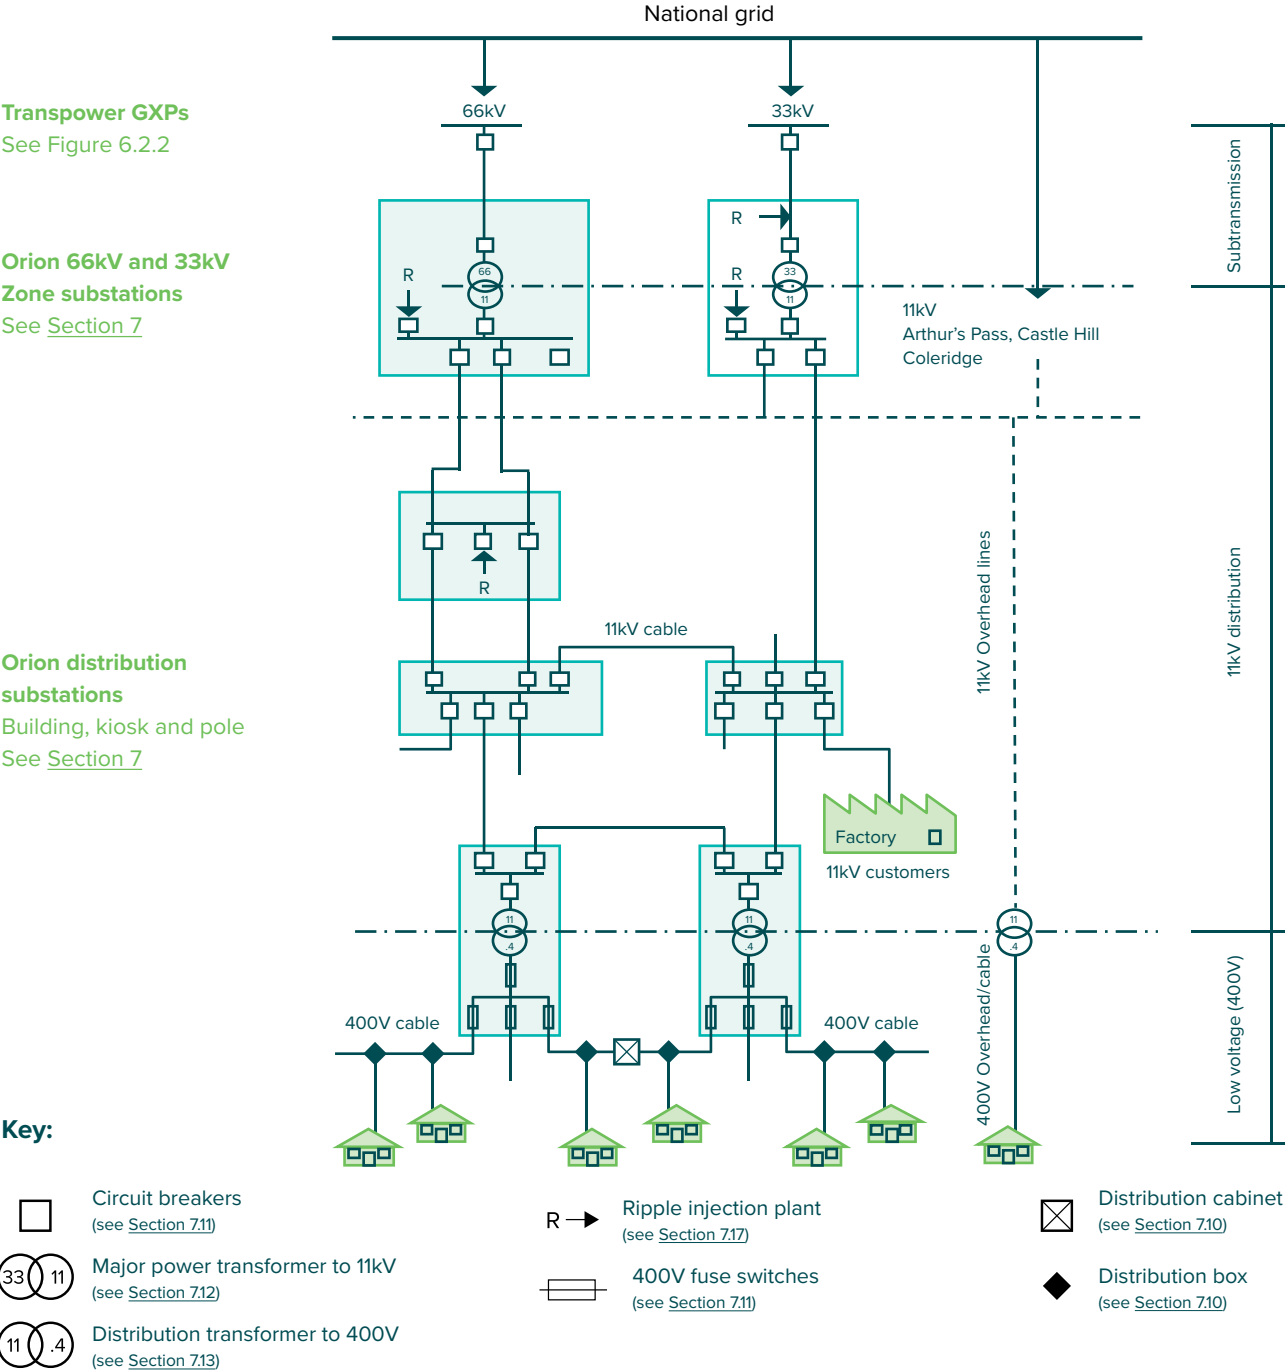 National grid
Transpower GXPs
See Figure 6.2.2
66kV
33kV
Subtransmission
Orion 66kV and 33kV
Zone substations
See Section 7
R
66
11
R
R
33
11
11kV
Arthur's Pass, Castle Hill
Coleridge
R
11kV Overhead lines
11kV distribution
Orion distribution
substations
Building, kiosk and pole
See Section 7
11kV cable
Factory
11kV customers
11
.4
11
.4
11
.4
400V cable
400V cable
400V Overhead/cable
Low voltage (400V)
Key:
Circuit breakers
(see Section 7.11)
33 11
Major power transformer to 11kV
(see Section 7.12)
11 .4
Distribution transformer to 400V
(see Section 7.13)
R
Ripple injection plant
(see Section 7.17)
400V fuse switches
(see Section 7.11)
Distribution cabinet
(see Section 7.10)
Distribution box
(see Section 7.10)